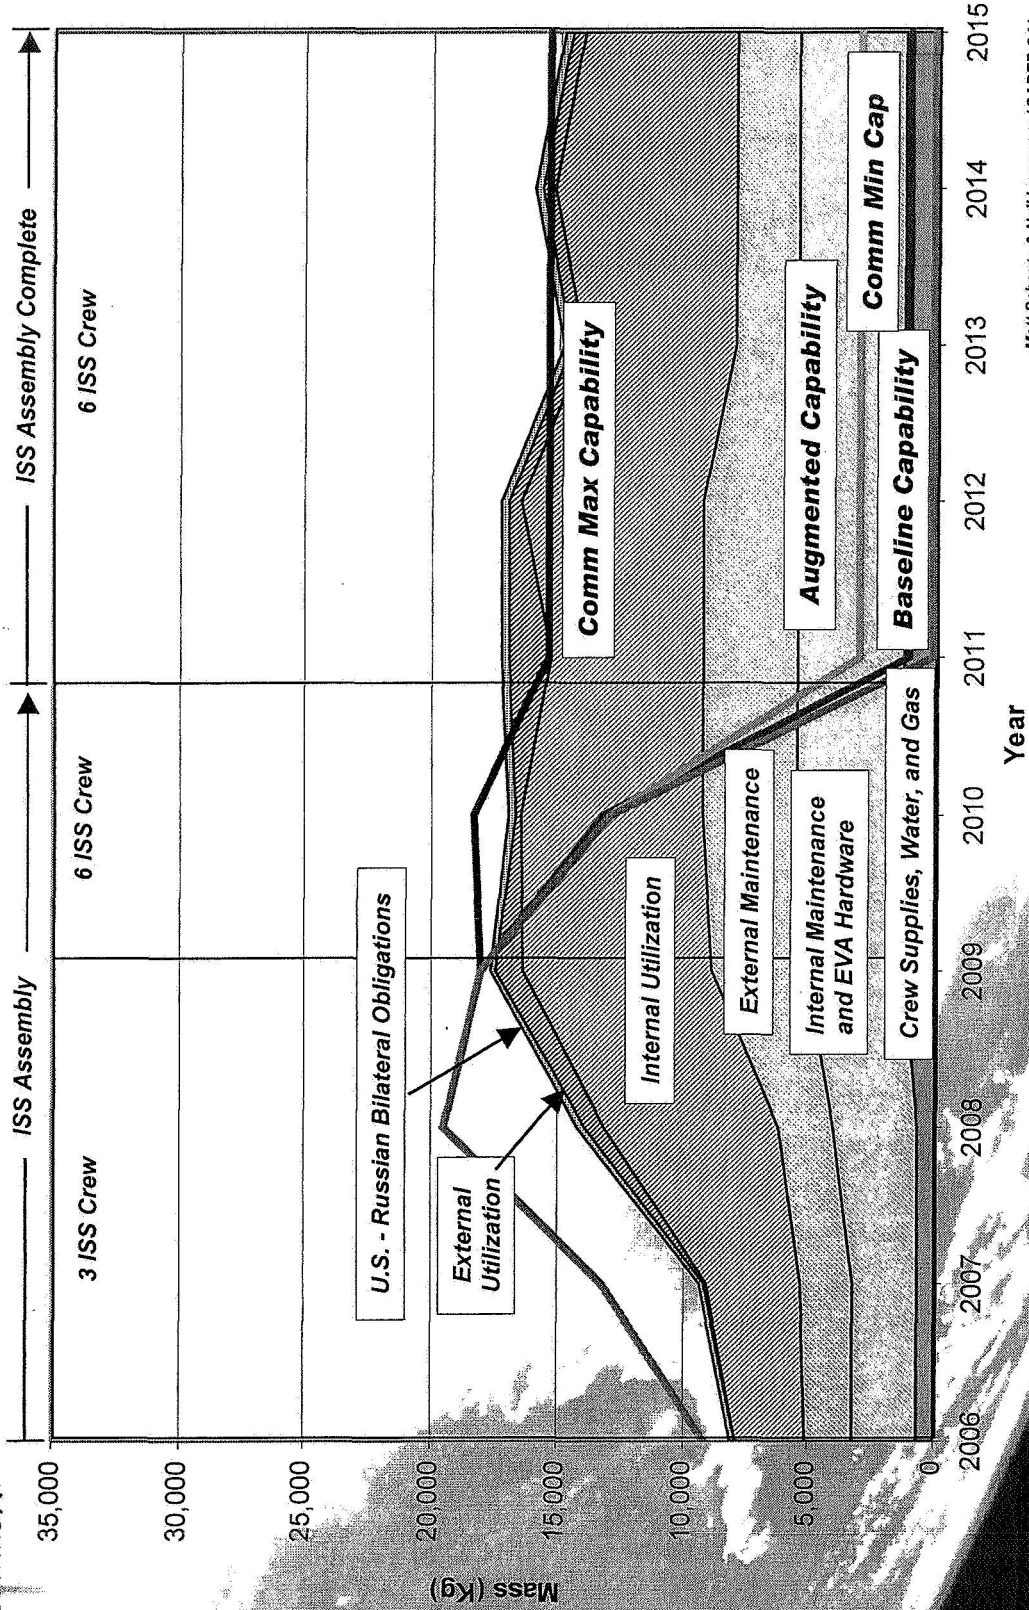 ISS Assembly
ISS Assembly Complete
3 ISS Crew
6 ISS Crew
6 ISS Crew
35,000
30,000
25,000
20,000
15,000
10,000
5,000
0
Mass (Kg)
U.S. - Russian Bilateral Obligations
External
Utilization
Comm Max Capability
Internal Utilization
External Maintenance
Augmented Capability
Internal Maintenance
and EVA Hardware
Comm Min Cap
Crew Supplies, Water, and Gas
Baseline Capability
2006
2007
2008
2009
2010
2011
2012
2013
2014
2015
Year